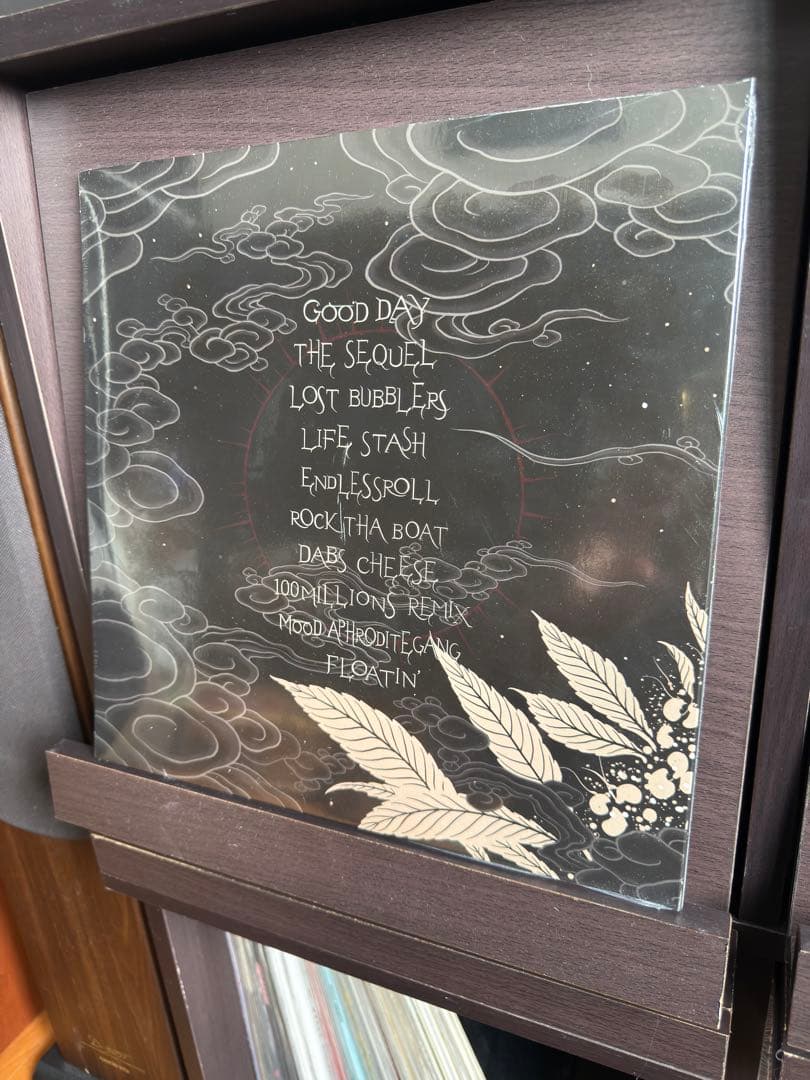 GOOD DAY
THE SEQUEL
LOST BUBBLERS
LIFE STASH
ENDLESSROLL
ROCK THA BOAT
DABS CHEESE
100MILLIONS REMIX
MOOD APHRODITEGANG
FLOATIN'